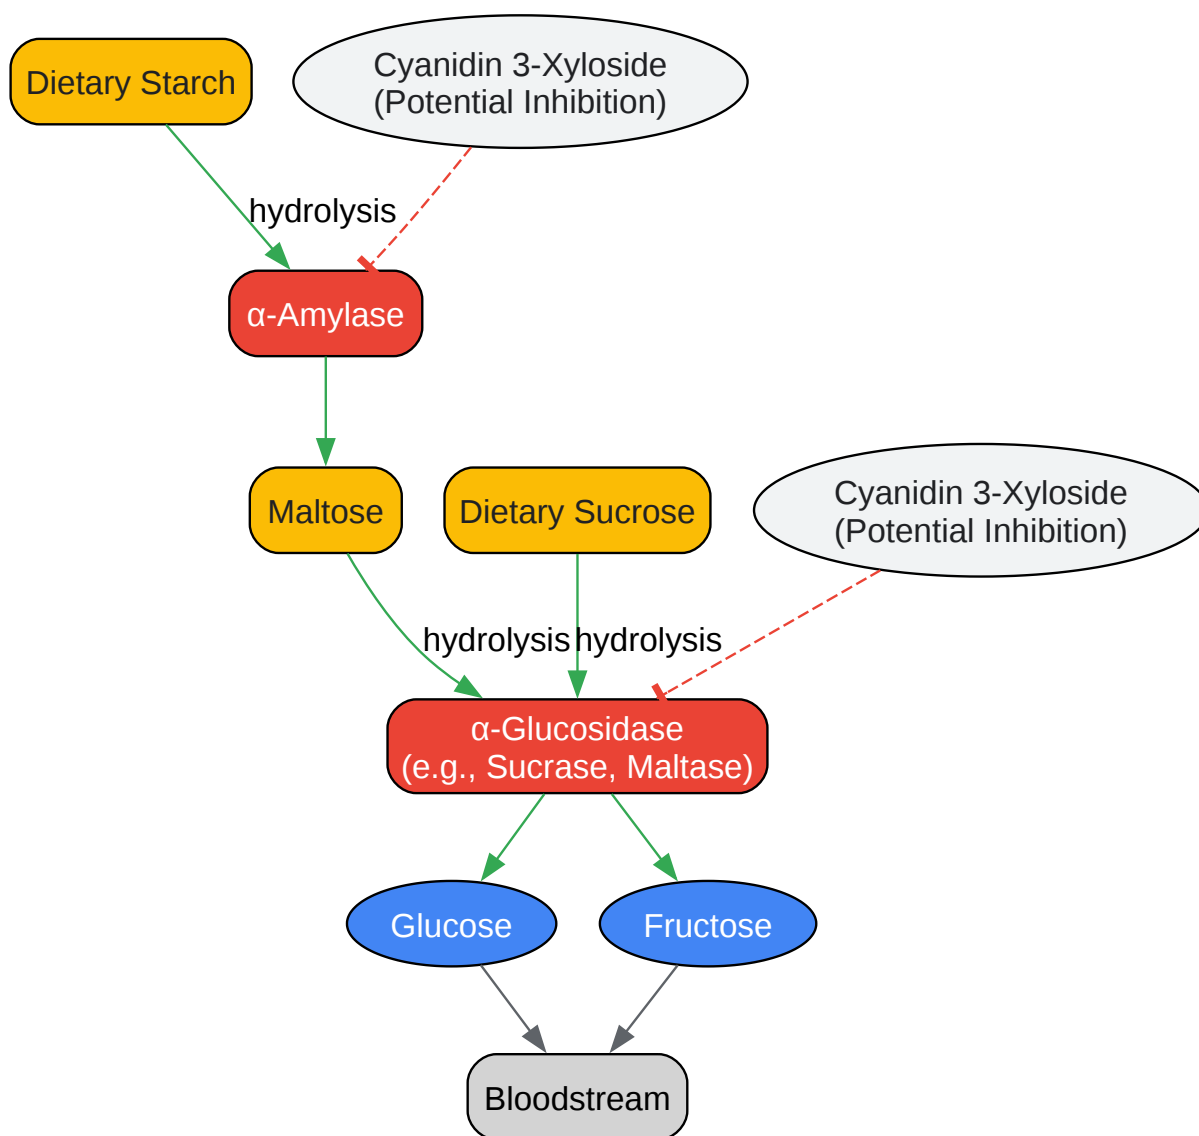 Dietary Starch
Cyanidin 3-Xyloside
(Potential Inhibition)
hydrolysis
α-Amylase
Maltose
Dietary Sucrose
Cyanidin 3-Xyloside
(Potential Inhibition)
hydrolysis
hydrolysis
α-Glucosidase
(e.g., Sucrase, Maltase)
Glucose
Fructose
Bloodstream